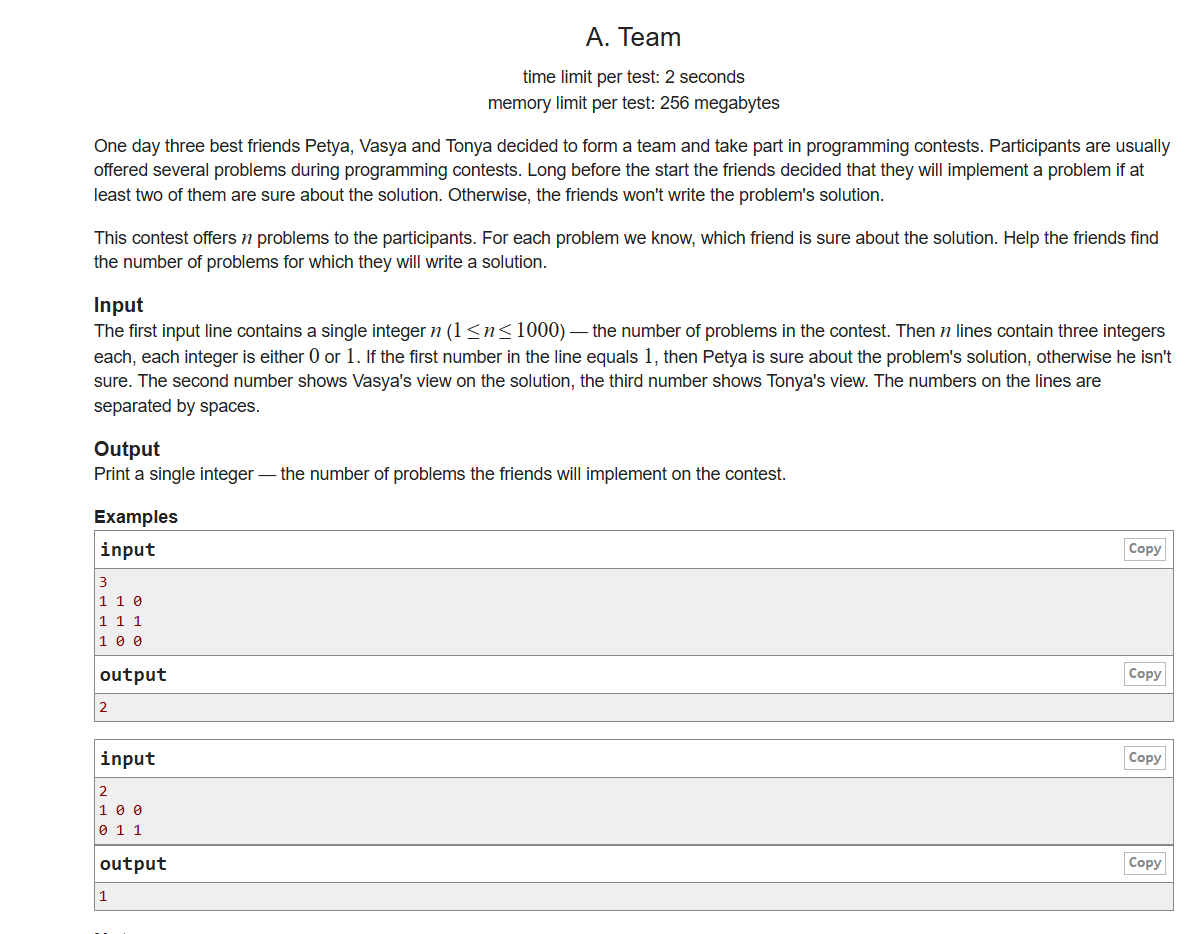 A. Team
time limit per test: 2 seconds
memory limit per test: 256 megabytes
One day three best friends Petya, Vasya and Tonya decided to form a team and take part in programming contests. Participants are usually
offered several problems during programming contests. Long before the start the friends decided that they will implement a problem if at
least two of them are sure about the solution. Otherwise, the friends won't write the problem's solution.
This contest offers n problems to the participants. For each problem we know, which friend is sure about the solution. Help the friends find
the number of problems for which they will write a solution.
Input
The first input line contains a single integer n (1 ≤ n ≤ 1000) — the number of problems in the contest. Then n lines contain three integers
each, each integer is either 0 or 1. If the first number in the line equals 1, then Petya is sure about the problem's solution, otherwise he isn't
sure. The second number shows Vasya's view on the solution, the third number shows Tonya's view. The numbers on the lines are
separated by spaces.
Output
Print a single integer — the number of problems the friends will implement on the contest.
Examples
input Copy
3
1 1 0
1 1 1
1 0 0
output Copy
2
input Copy
2
1 0 0
0 1 1
output Copy
1